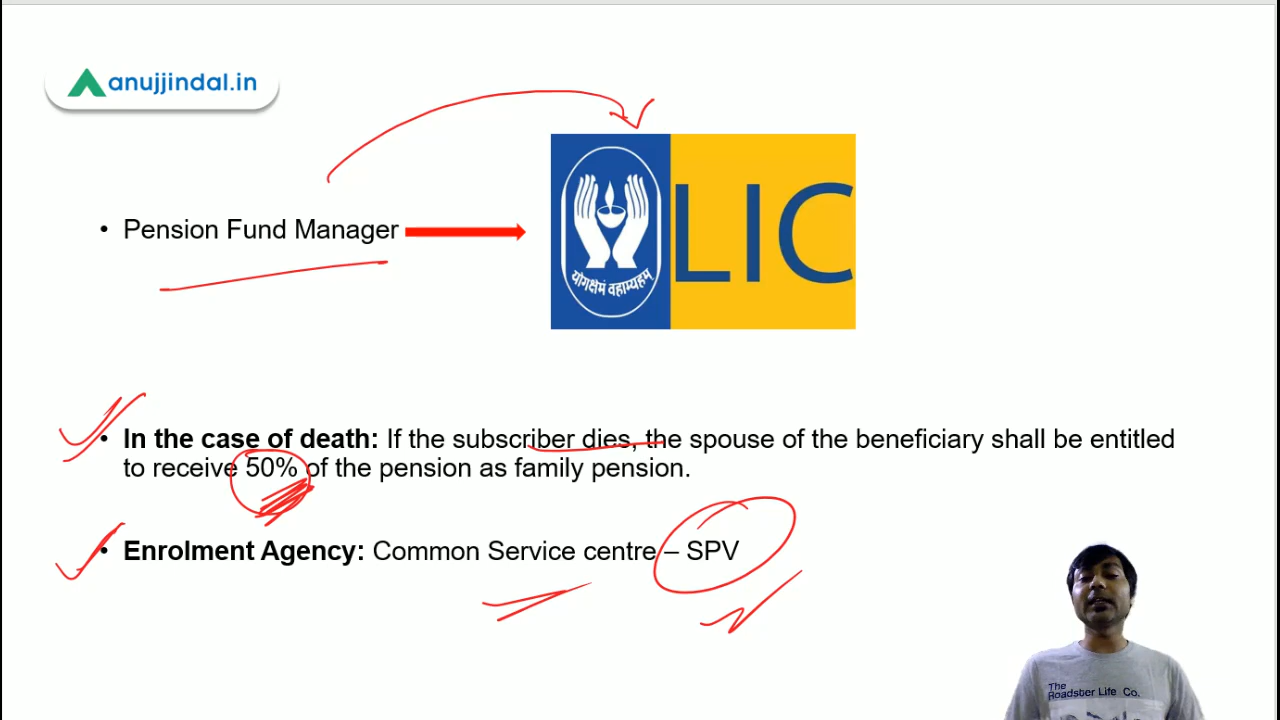 anujjindal.in
• Pension Fund Manager
योगक्षेमं वहाम्यहम्
LIC
• In the case of death: If the subscriber dies, the spouse of the beneficiary shall be entitled
to receive 50% of the pension as family pension.
• Enrolment Agency: Common Service centre – SPV
The
Roadster Life Co.